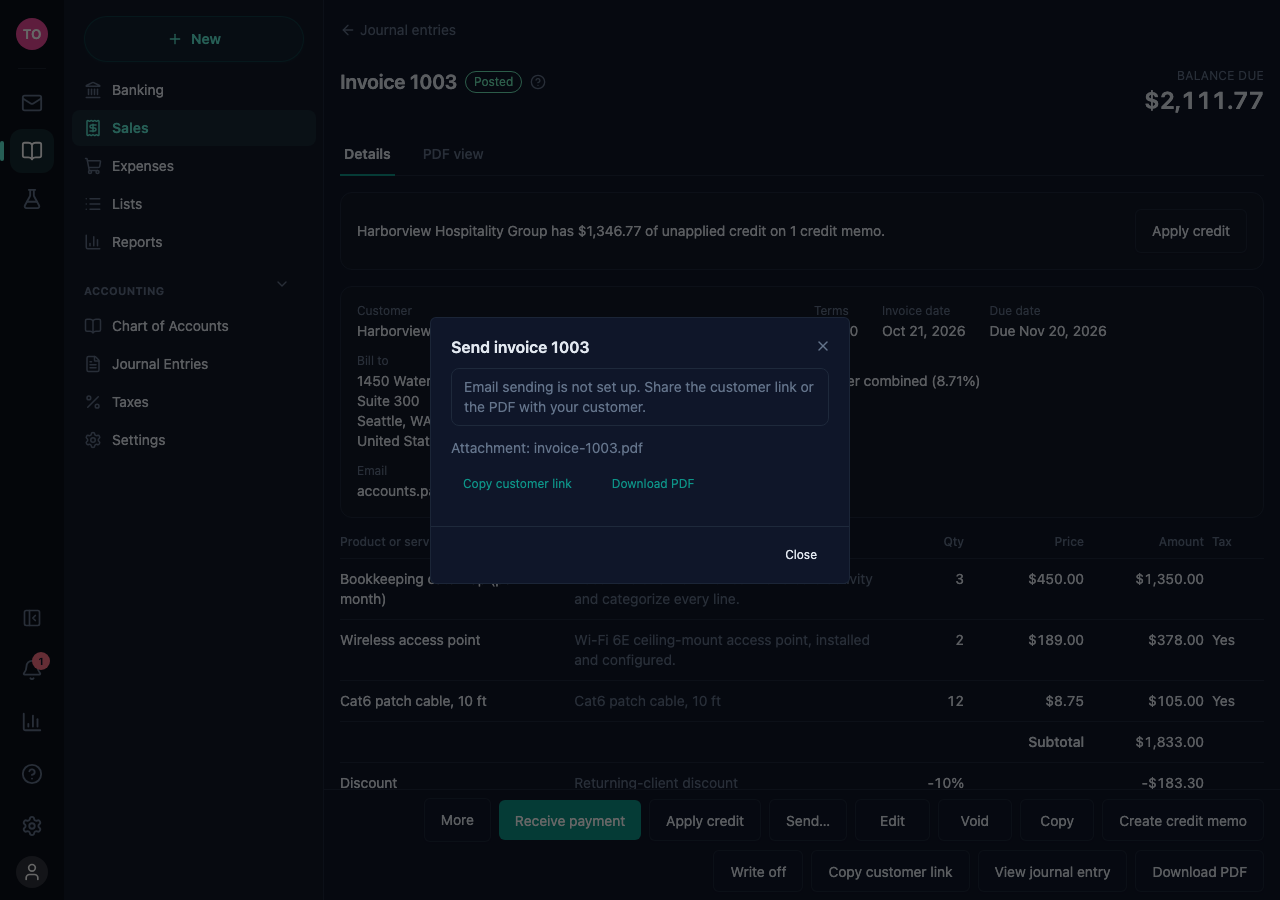 TO
New
Banking
Sales
Expenses
Lists
Reports
ACCOUNTING
Chart of Accounts
Journal Entries
Taxes
Settings
1
Journal entries
Invoice 1003
Posted
BALANCE DUE
$2,111.77
Details
PDF view
Harborview Hospitality Group has $1,346.77 of unapplied credit on 1 credit memo.
Apply credit
Customer
Terms
Invoice date
Due date
Harborview
Oct 21, 2026
Due Nov 20, 2026
Bill to
1450
combined (8.71%)
Suite 300
Seattle, WA
United
Email
Send invoice 1003
Email sending is not set up. Share the customer link or
the PDF with your customer.
Attachment: invoice-1003.pdf
Copy customer link
Download PDF
Close
Product or
Qty
Price
Amount
Tax
Bookkeeping
month)
and categorize every line.
3
$450.00
$1,350.00
Wireless access point
Wi-Fi 6E ceiling-mount access point, installed
and configured.
2
$189.00
$378.00
Yes
Cat6 patch cable, 10 ft
Cat6 patch cable, 10 ft
12
$8.75
$105.00
Yes
Subtotal
$1,833.00
Discount
Returning-client discount
-10%
-$183.30
More
Receive payment
Apply credit
Send...
Edit
Void
Copy
Create credit memo
Write off
Copy customer link
View journal entry
Download PDF